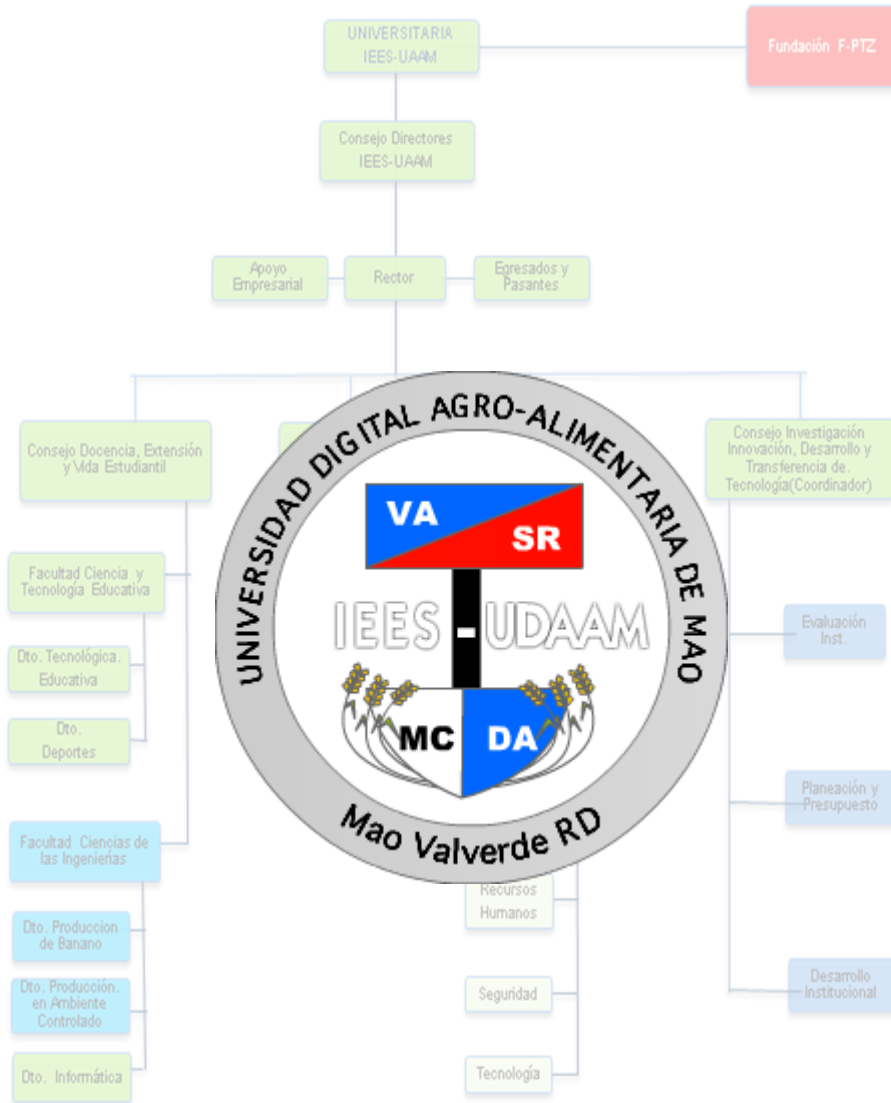 UNIVERSITARIA
IEES-UAAM
Fundación F-PTZ
Consejo Directores
IEES-UAAM
Apoyo
Empresarial
Rector
Egresados y
Pasantes
Consejo Docencia, Extensión
y Vida Estudiantil
Consejo Investigación
Innovación, Desarrollo y
Transferencia de.
Tecnología(Coordinador)
UNIVERSIDAD DIGITAL AGRO-ALIMENTARIA DE MAO
VA
SR
IEES-UDAAM
MC
DA
Mao Valverde RD
Facultad Ciencia y
Tecnología Educativa
Dto. Tecnológica.
Educativa
Dto.
Deportes
Evaluación
Inst.
Planeación y
Presupuesto
Facultad Ciencias de
las Ingenierías
Recursos
Humanos
Dto. Produccion
de Banano
Dto. Producción.
en Ambiente
Controlado
Seguridad
Desarrollo
Institucional
Dto. Informática
Tecnología